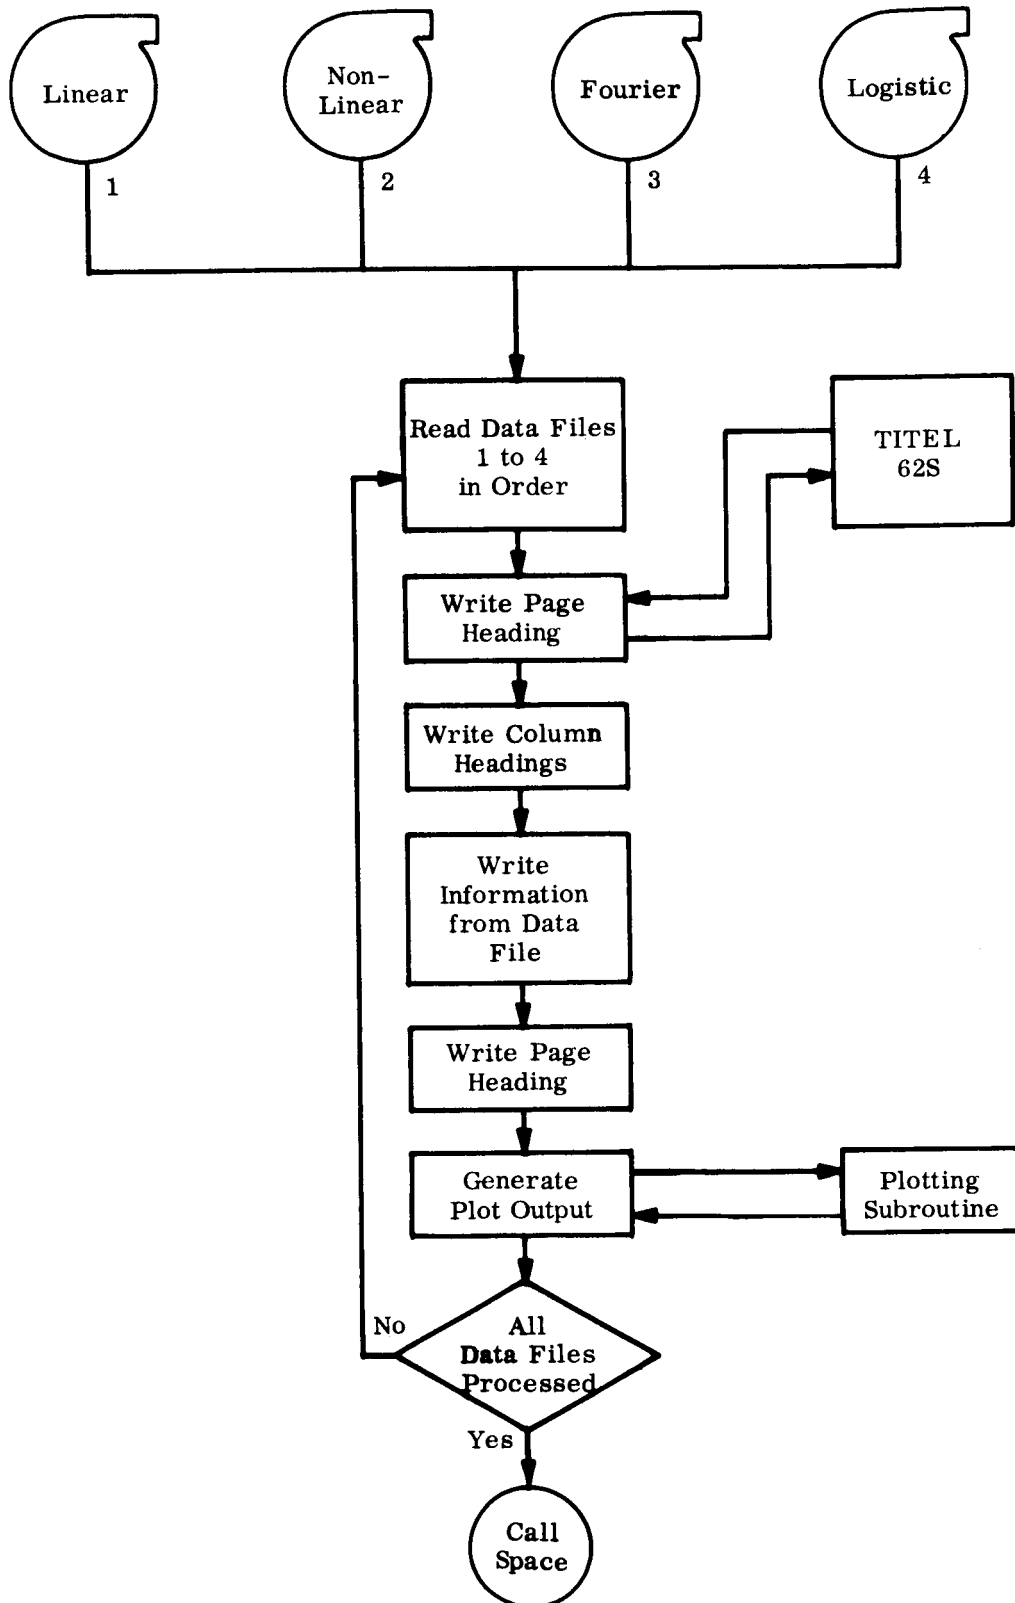 Linear
Non-
Linear
Fourier
Logistic
1
2
3
4
Read Data Files
1 to 4
in Order
TITEL
62S
Write Page
Heading
Write Column
Headings
Write
Information
from Data
File
Write Page
Heading
Generate
Plot Output
Plotting
Subroutine
No
All
Data Files
Processed
Yes
Call
Space